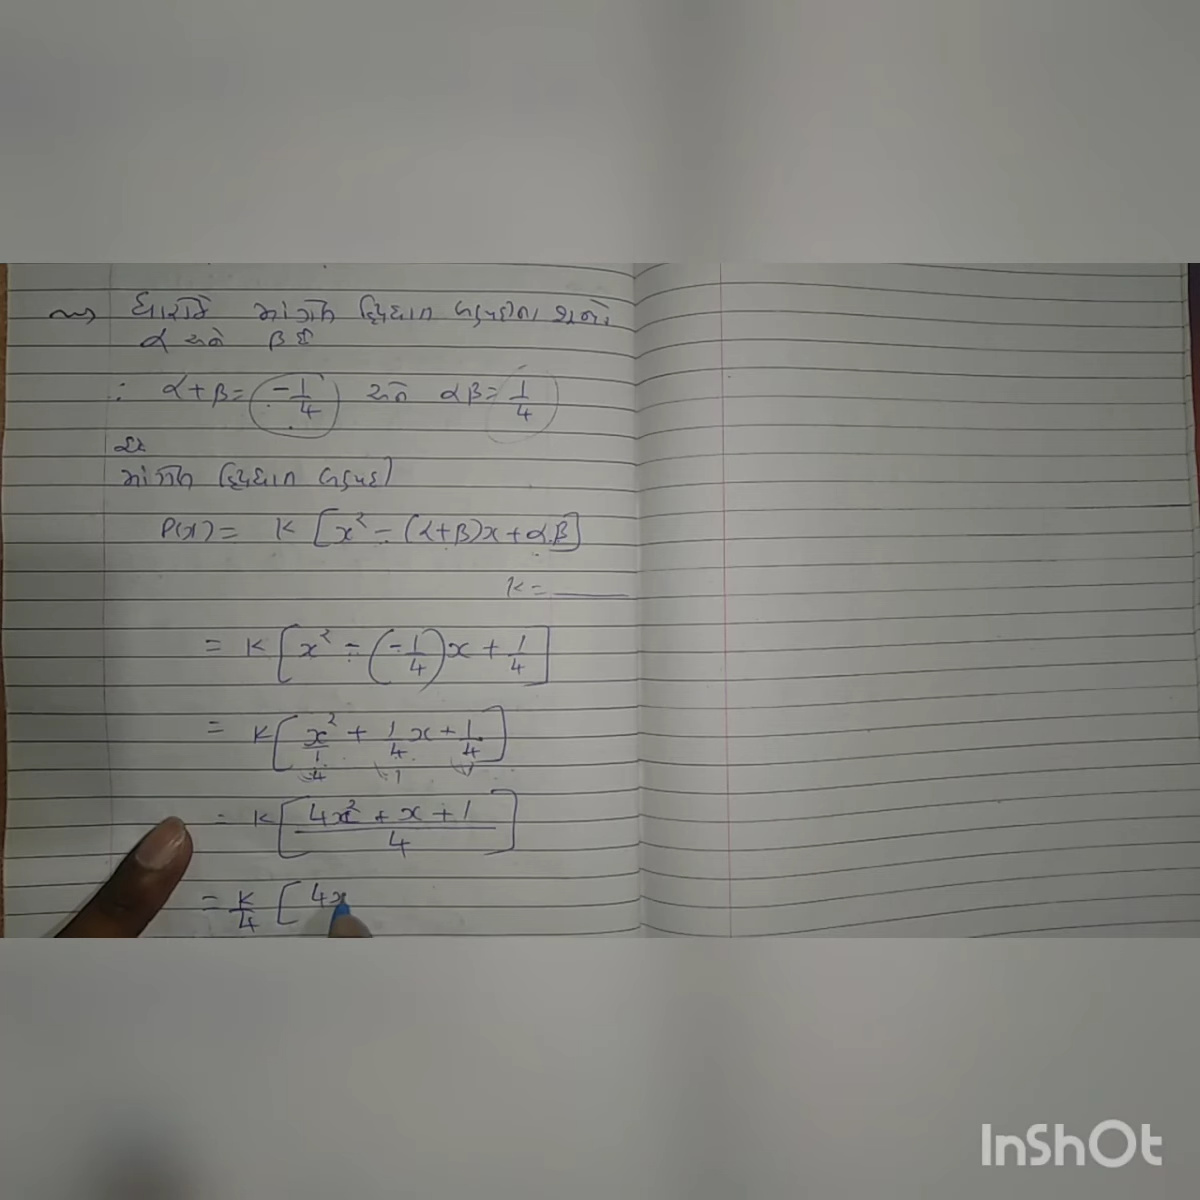 ~> ધારોકે માંગેલ દ્વિઘાત બહુપદીના શૂન્યો
α અને β છે
∴ α + β = -1/4 અને αβ = 1/4
માંગેલ દ્વિઘાત બહુપદી
P(x) = K [x² - (α+β)x + α.β]
K = ____
= K [x² - (-1/4)x + 1/4]
= K [x²/1 + 1/4 x + 1/4]
= K [4x² + x + 1 / 4]
= K/4 [4x
InShOt